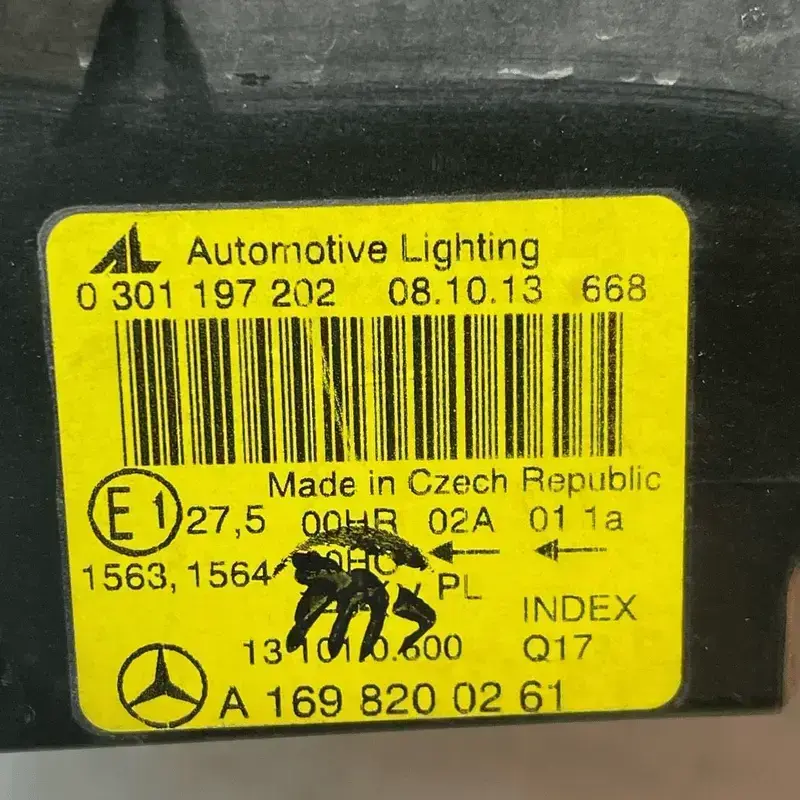 AL Automotive Lighting
0 301 197 202 08.10.13 668
Made in Czech Republic
E1 27,5 00HR 02A 01 1a
1563, 1564
PL
INDEX
Q17
A 169 820 02 61